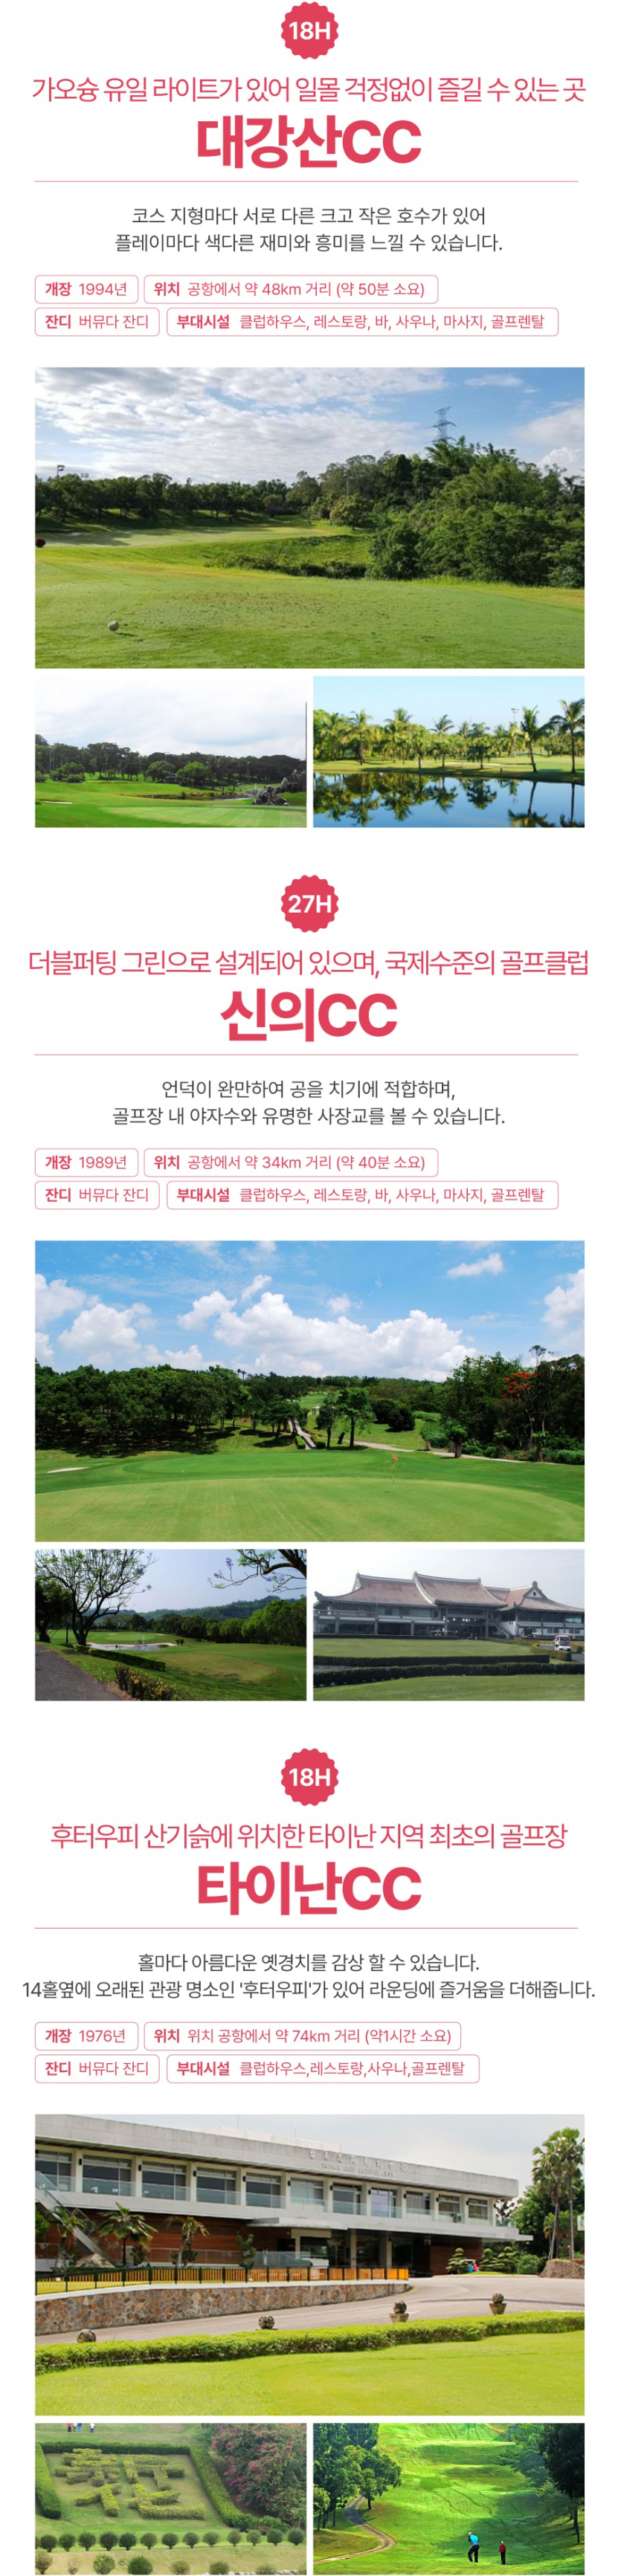 18H
가오슝 유일 라이트가 있어 일몰 걱정없이 즐길 수 있는 곳
대강산CC
코스 지형마다 서로 다른 크고 작은 호수가 있어
플레이마다 색다른 재미와 흥미를 느낄 수 있습니다.
개장 1994년 위치 공항에서 약 48km 거리 (약 50분 소요)
잔디 버뮤다 잔디 부대시설 클럽하우스, 레스토랑, 바, 사우나, 마사지, 골프렌탈
27H
더블퍼팅 그린으로 설계되어 있으며, 국제수준의 골프클럽
신의CC
언덕이 완만하여 공을 치기에 적합하며,
골프장 내 야자수와 유명한 사장교를 볼 수 있습니다.
개장 1989년 위치 공항에서 약 34km 거리 (약 40분 소요)
잔디 버뮤다 잔디 부대시설 클럽하우스, 레스토랑, 바, 사우나, 마사지, 골프렌탈
18H
후터우피 산기슭에 위치한 타이난 지역 최초의 골프장
타이난CC
홀마다 아름다운 옛경치를 감상 할 수 있습니다.
14홀옆에 오래된 관광 명소인 '후터우피'가 있어 라운딩에 즐거움을 더해줍니다.
개장 1976년 위치 위치 공항에서 약 74km 거리 (약1시간 소요)
잔디 버뮤다 잔디 부대시설 클럽하우스,레스토랑,사우나,골프렌탈